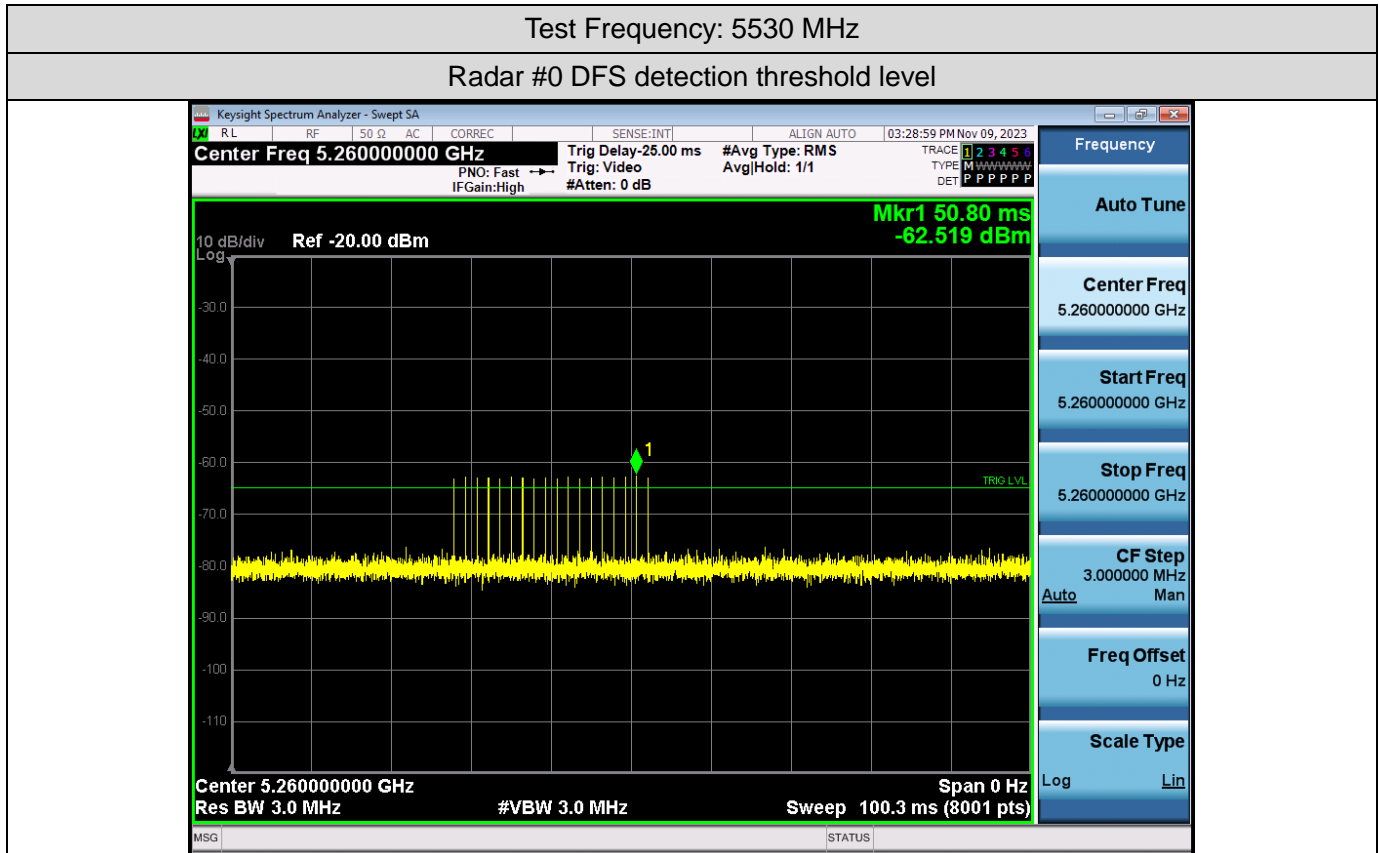 Test Frequency: 5530 MHz
Radar #0 DFS detection threshold level
Keysight Spectrum Analyzer - Swept SA
LXI RL RF 50 Ω AC CORREC SENSE:INT ALIGN AUTO 03:28:59 PM Nov 09, 2023
Center Freq 5.260000000 GHz
PNO: Fast
IFGain:High
Trig Delay-25.00 ms
Trig: Video
#Atten: 0 dB
#Avg Type: RMS
Avg|Hold: 1/1
TRACE 1 2 3 4 5 6
TYPE M W W W W W
DET P P P P P P
Mkr1 50.80 ms
-62.519 dBm
10 dB/div Ref -20.00 dBm
Log
-30.0
-40.0
-50.0
-60.0
-70.0
-80.0
-90.0
-100
-110
1
TRIG LVL
Center 5.260000000 GHz Span 0 Hz
Res BW 3.0 MHz #VBW 3.0 MHz Sweep 100.3 ms (8001 pts)
MSG STATUS
Frequency
Auto Tune
Center Freq
5.260000000 GHz
Start Freq
5.260000000 GHz
Stop Freq
5.260000000 GHz
CF Step
3.000000 MHz
Auto Man
Freq Offset
0 Hz
Scale Type
Log Lin